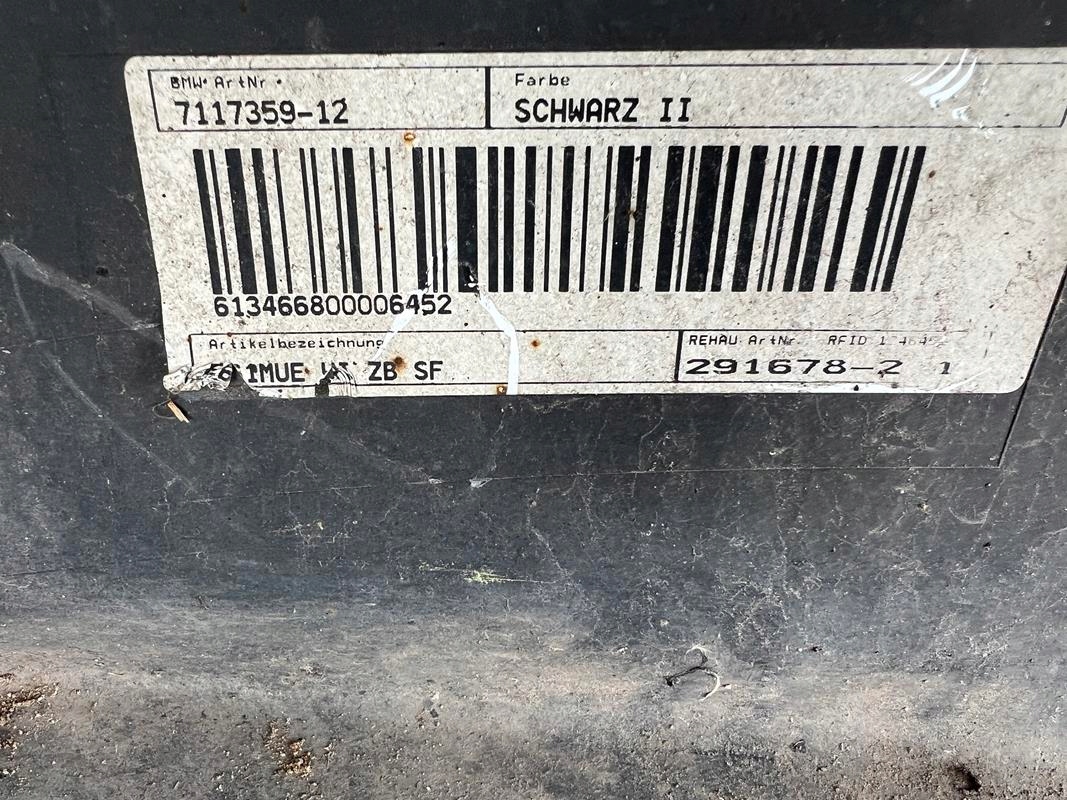 BMW ArtNr
7117359-12
Farbe
SCHWARZ II
613466800006452
Artikelbezeichnung
ZB SF
REHAU ArtNr. RFID
291678-2 1